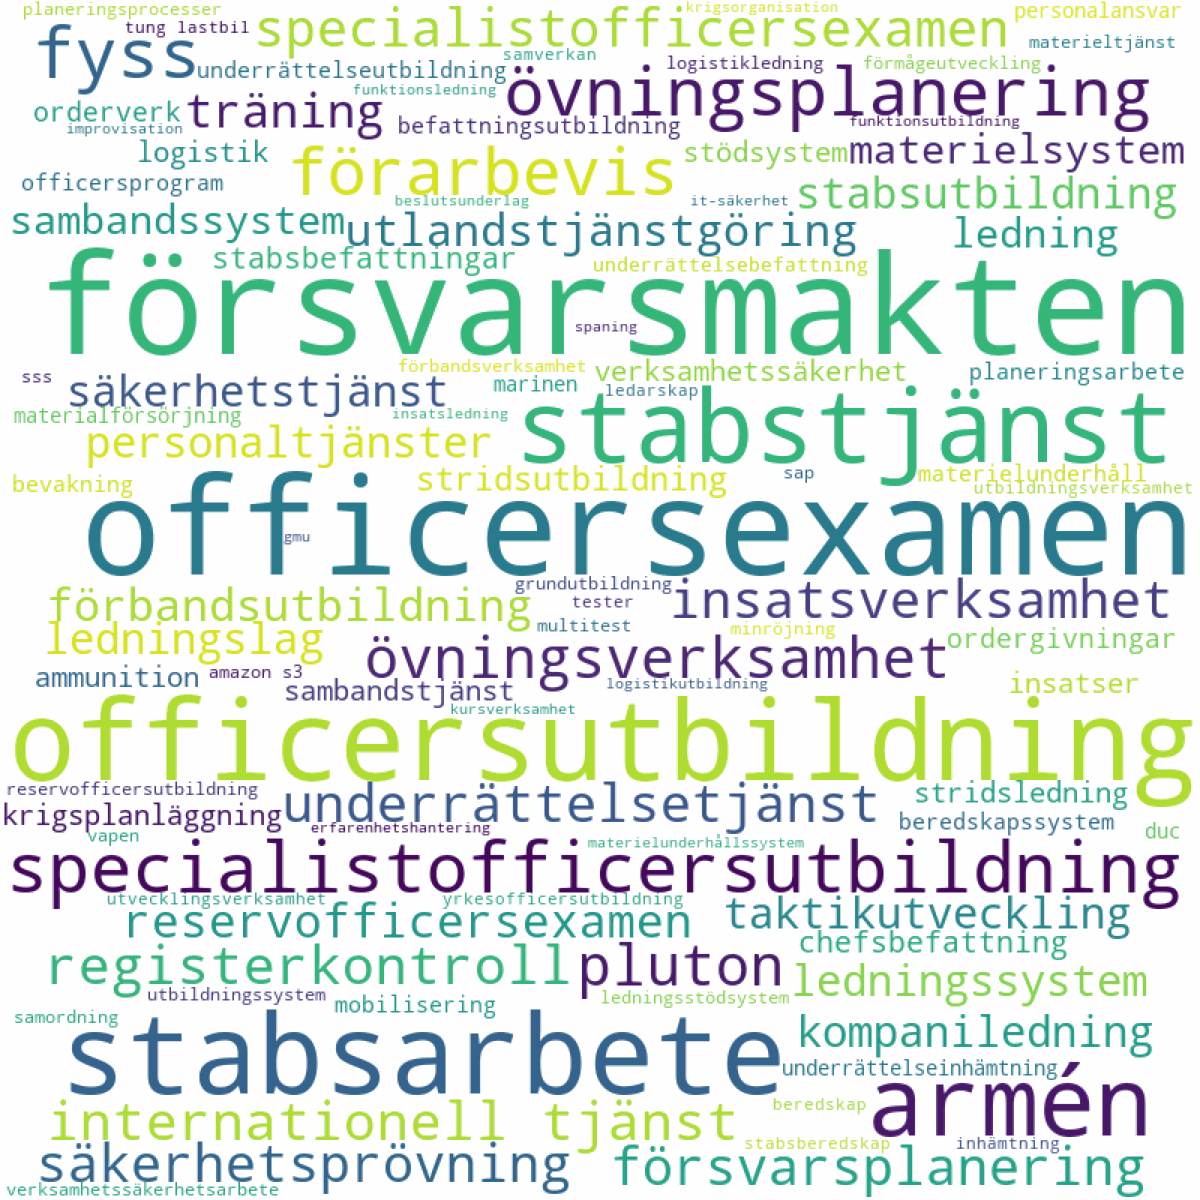 planeringsprocesser
krigsorganisation
personalansvar
tung lastbil
specialistofficersexamen
fyss
samverkan
materieltjänst
underrättelseutbildning
logistikledning
förmågeutveckling
funktionsledning
övningsplanering
orderverk
träning
improvisation
befattningsutbildning
funktionsutbildning
logistik
förarbevis
stödsystem
materielsystem
officersprogram
beslutsunderlag
it-säkerhet
stabsutbildning
sambandssystem
utlandstjänstgöring
ledning
stabsbefattningar
underrättelsebefattning
försvarsmakten
spaning
sss
förbandsverksamhet
verksamhetssäkerhet
planeringsarbete
säkerhetstjänst
marinen
ledarskap
materialförsörjning
insatsledning
stabstjänst
personaltjänster
bevakning
stridsutbildning
sap
materielunderhåll
utbildningsverksamhet
officersexamen
gmu
grundutbildning
förbandsutbildning
tester
insatsverksamhet
ledningslag
multitest
minröjning
ordergivningar
övningsverksamhet
ammunition
amazon s3
sambandstjänst
logistikutbildning
insatser
kursverksamhet
officersutbildning
reservofficersutbildning
krigsplanläggning
underrättelsetjänst
stridsledning
vapen
erfarenhetshantering
beredskapssystem
duc
materielunderhållssystem
specialistofficersutbildning
utvecklingsverksamhet
yrkesofficersutbildning
reservofficersexamen
taktikutveckling
chefsbefattning
registerkontroll
pluton
ledningssystem
utbildningssystem
mobilisering
ledningsstödsystem
samordning
stabsarbete
kompaniledning
underrättelseinhämtning
armén
internationell tjänst
beredskap
stabsberedskap
inhämtning
säkerhetsprövning
försvarsplanering
verksamhetssäkerhetsarbete